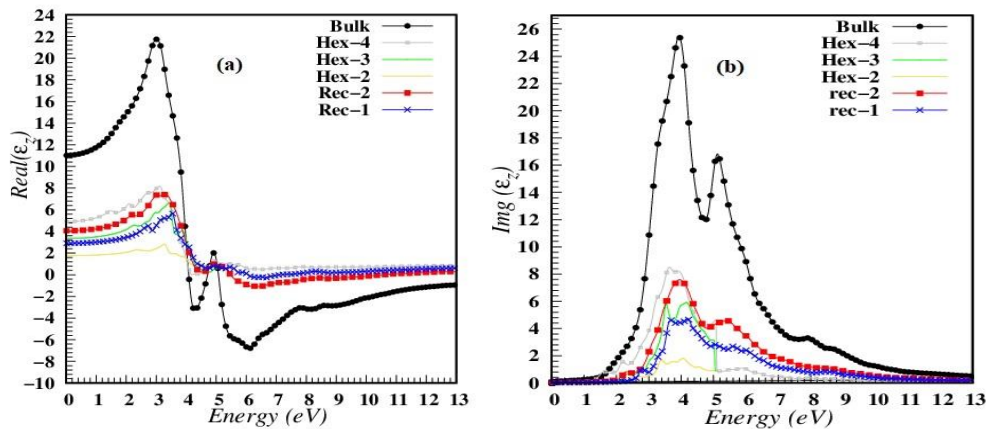 24
22
20
18
16
14
12
10
8
6
4
2
0
−2
−4
−6
−8
−10
Real(ε_z)
(a)
Bulk
Hex−4
Hex−3
Hex−2
Rec−2
Rec−1
0 1 2 3 4 5 6 7 8 9 10 11 12 13
Energy (eV)
26
24
22
20
18
16
14
12
10
8
6
4
2
0
Img (ε_z)
(b)
Bulk
Hex−4
Hex−3
Hex−2
rec−2
rec−1
0 1 2 3 4 5 6 7 8 9 10 11 12 13
Energy (eV)